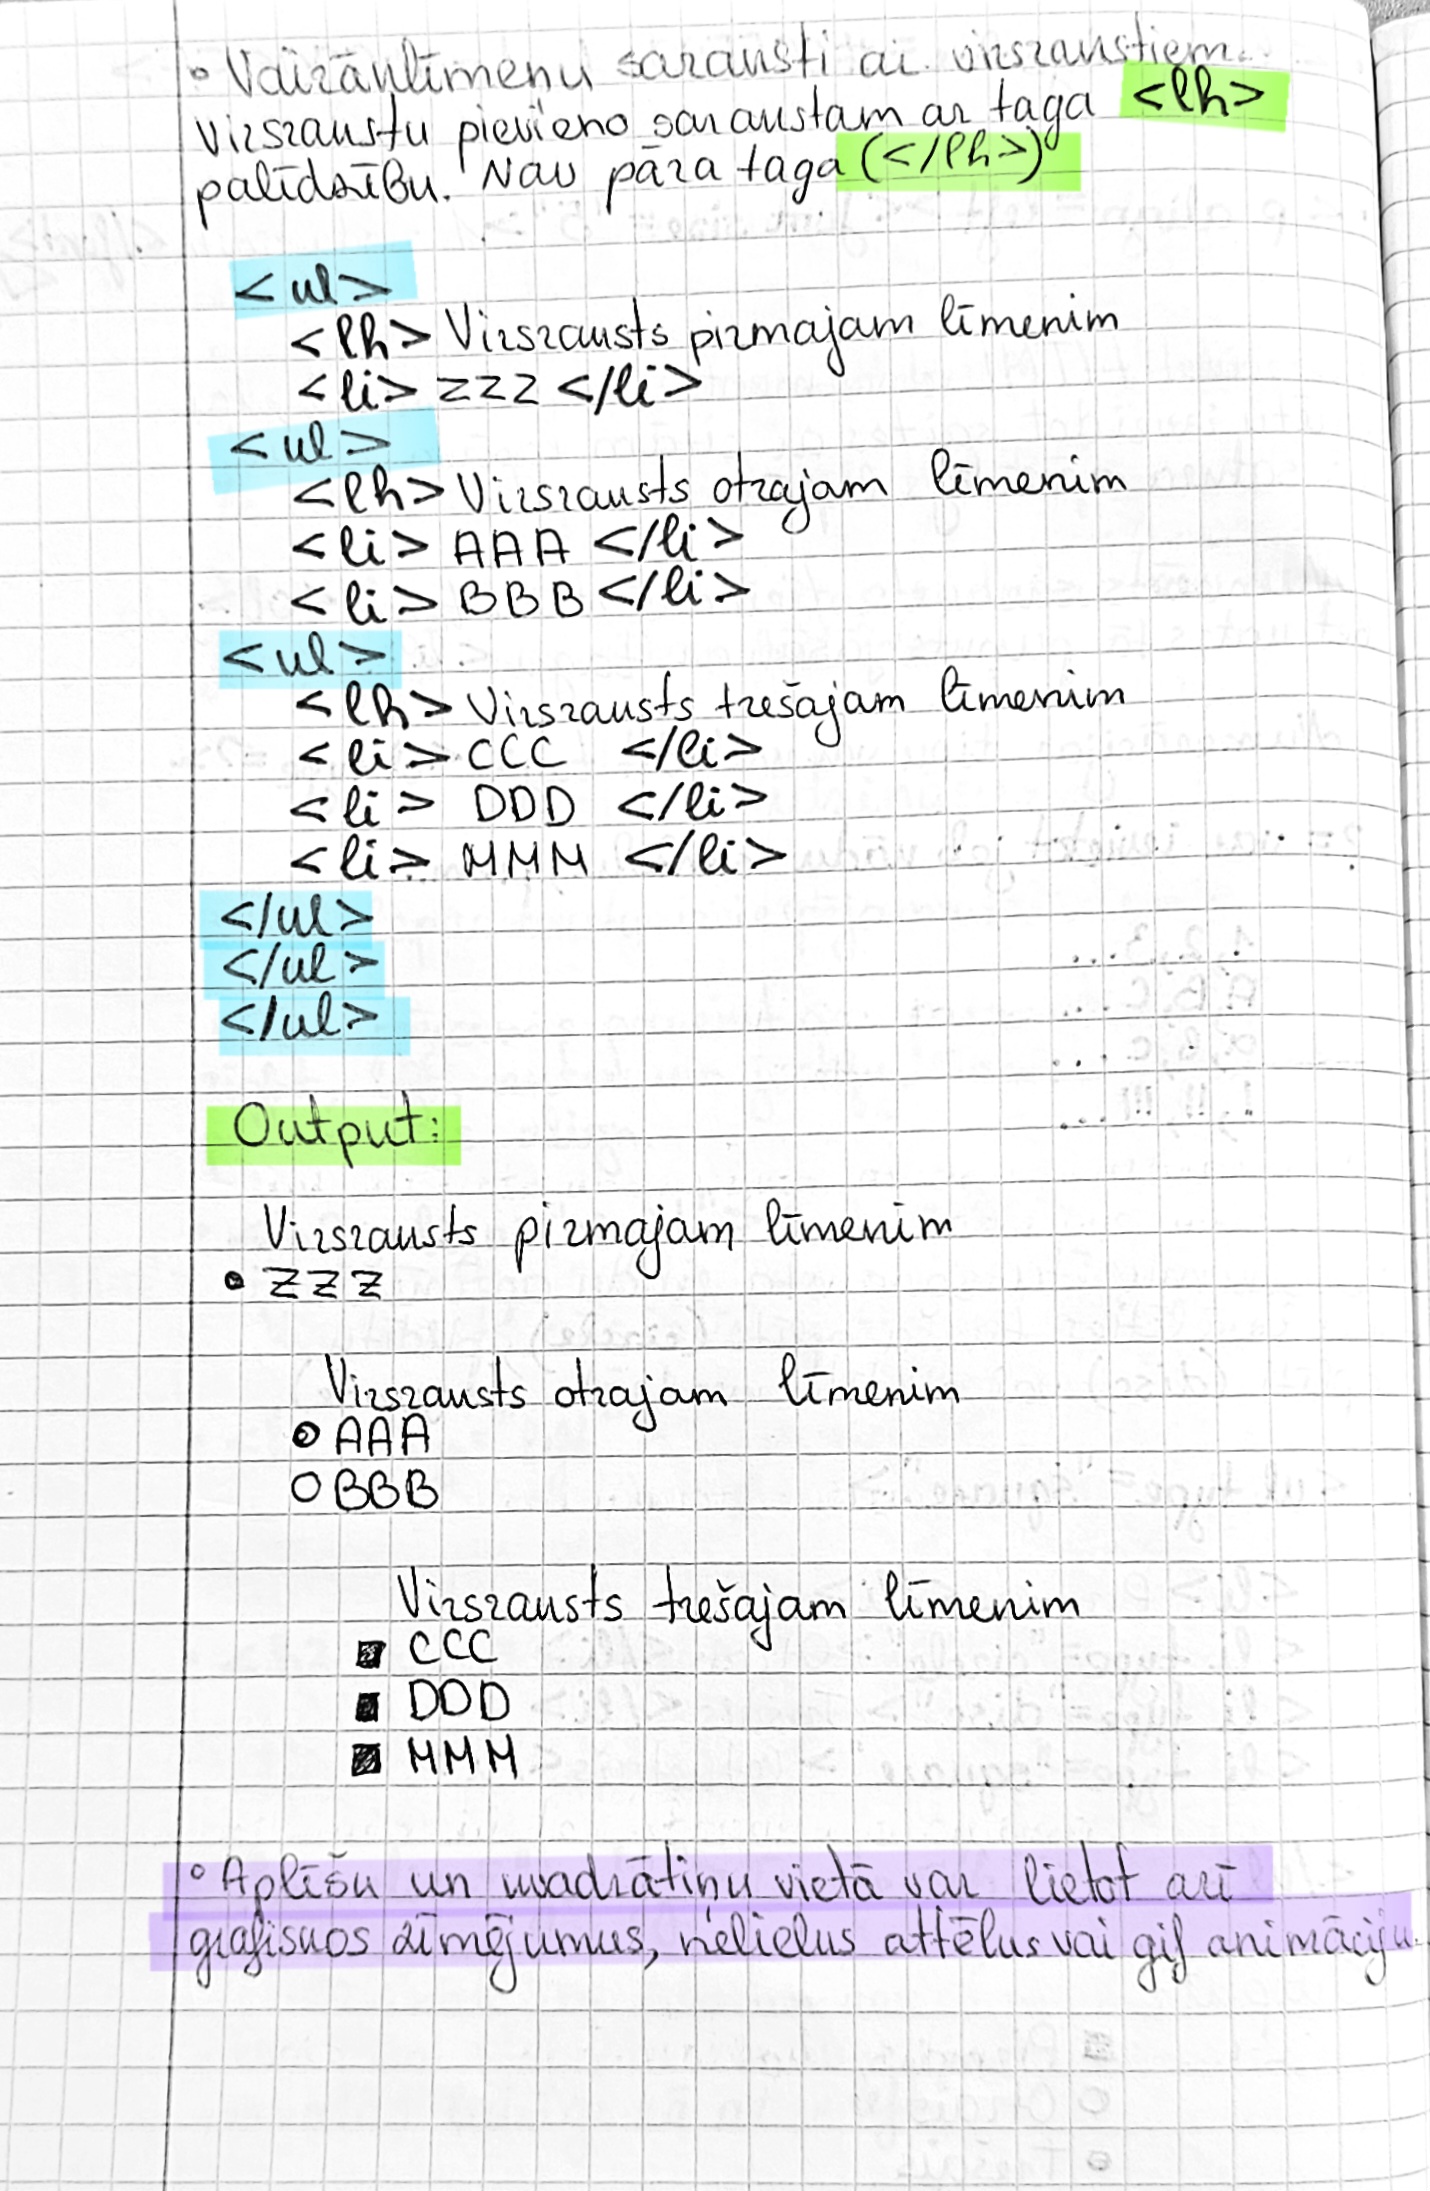 • Vairāklīmeņu saraksti ar virsrakstiem.
Virsrakstu pievieno sarakstam ar taga <lh>
palīdzību. Nav pāra taga (</lh>)
<ul>
<lh> Virsraksts pirmajam līmenim
<li> ZZZ </li>
<ul>
<lh> Virsraksts otrajam līmenim
<li> AAA </li>
<li> BBB </li>
<ul>
<lh> Virsraksts trešajam līmenim
<li> CCC </li>
<li> DDD </li>
<li> MMM </li>
</ul>
</ul>
</ul>
Output:
Virsraksts pirmajam līmenim
• ZZZ
Virsraksts otrajam līmenim
○ AAA
○ BBB
Virsraksts trešajam līmenim
■ CCC
■ DDD
■ MMM
• Aplīšu un kvadrātiņu vietā var lietot arī
grafiskos zīmējumus, nelielus attēlus vai gif animāciju.